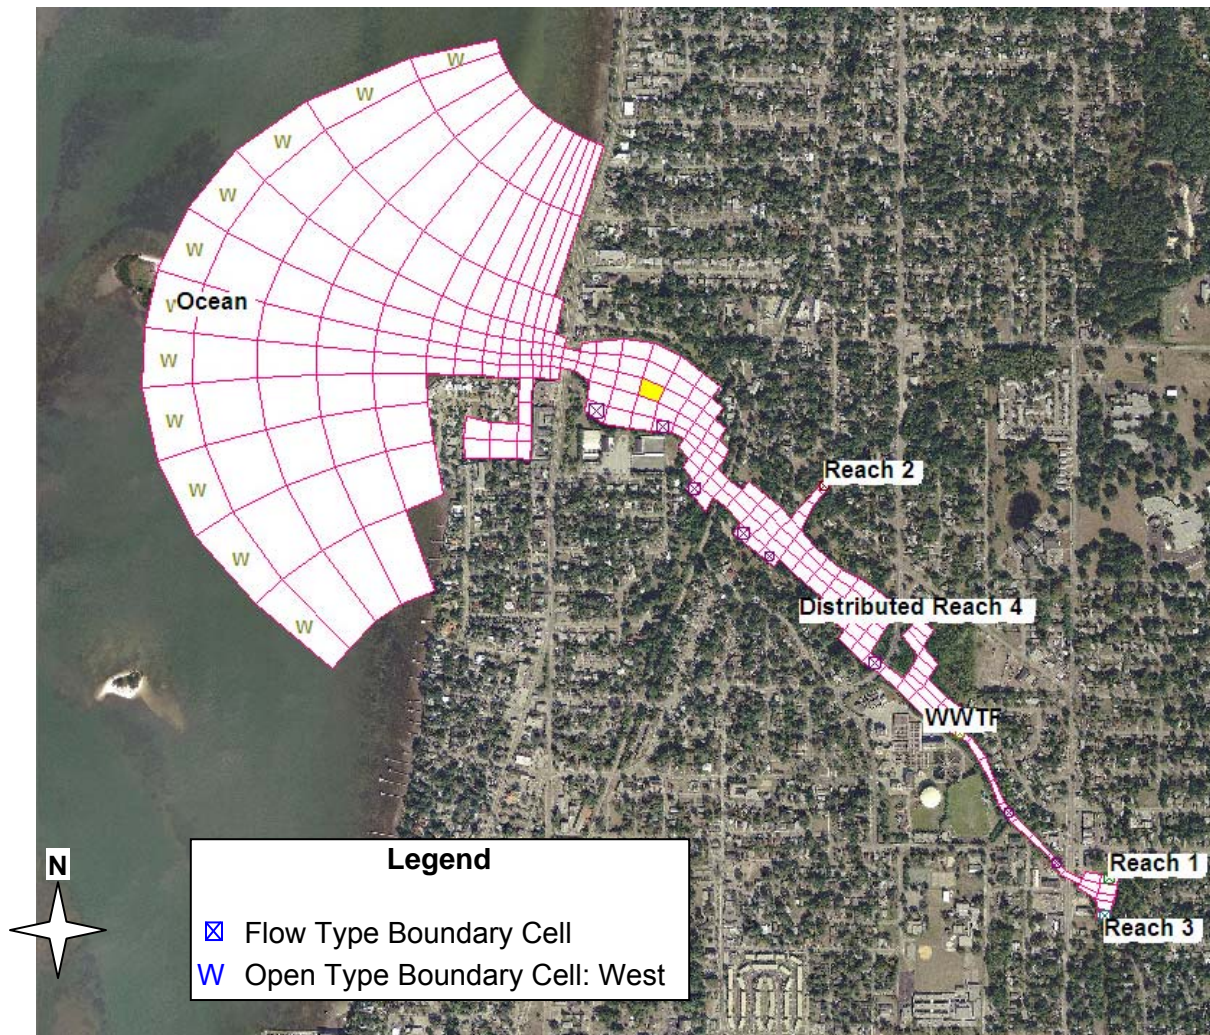 W
W
W
W
W
W
Ocean
W
W
W
W
W
Reach 2
Distributed Reach 4
WWTF
Reach 1
Reach 3
N
Legend
Flow Type Boundary Cell
W Open Type Boundary Cell: West